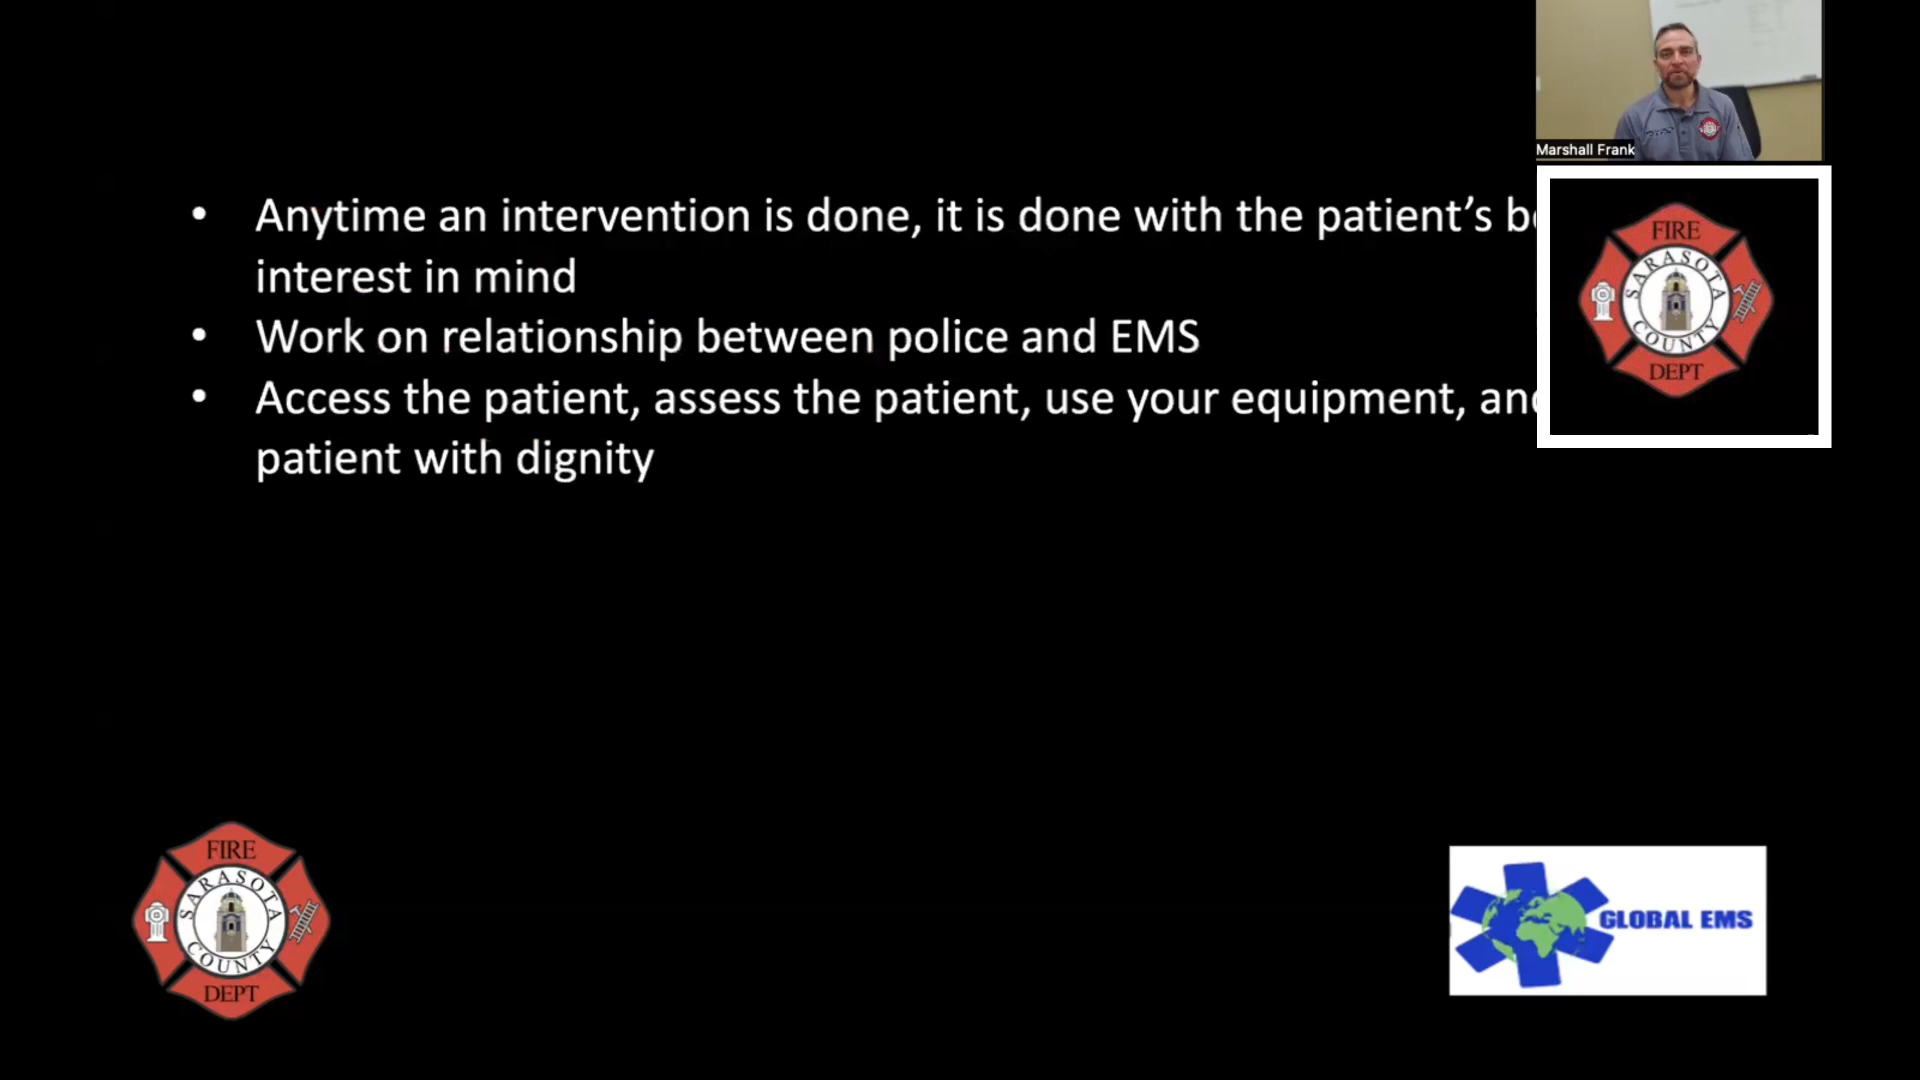 Marshall Frank
• Anytime an intervention is done, it is done with the patient's
interest in mind
• Work on relationship between police and EMS
• Access the patient, assess the patient, use your equipment,
patient with dignity
FIRE
SARASOTA
COUNTY
DEPT
FIRE
SARASOTA
COUNTY
DEPT
GLOBAL EMS